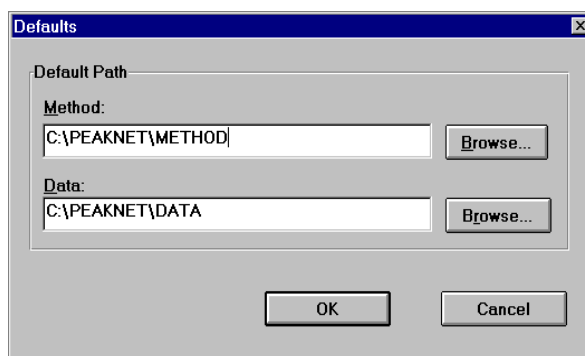 Defaults
Default Path
Method:
C:\PEAKNET\METHOD
Browse...
Data:
C:\PEAKNET\DATA
Browse...
OK
Cancel